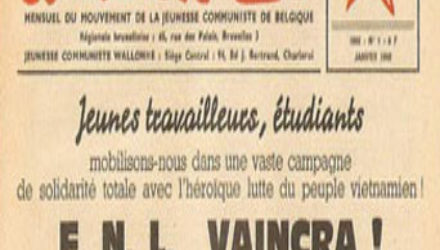 MENSUEL DU MOUVEMENT DE LA JEUNESSE COMMUNISTE DE BELGIQUE
Régionale bruxelloise : 65, rue des Palais, Bruxelles 3
JEUNESSE COMMUNISTE WALLONNE : Siège Central : 94, Bd J. Bertrand, Charleroi
N° 1
JANVIER
Jeunes travailleurs, étudiants
mobilisons-nous dans une vaste campagne
de solidarité totale avec l'héroïque lutte du peuple vietnamien !
F. N. L. VAINCRA !